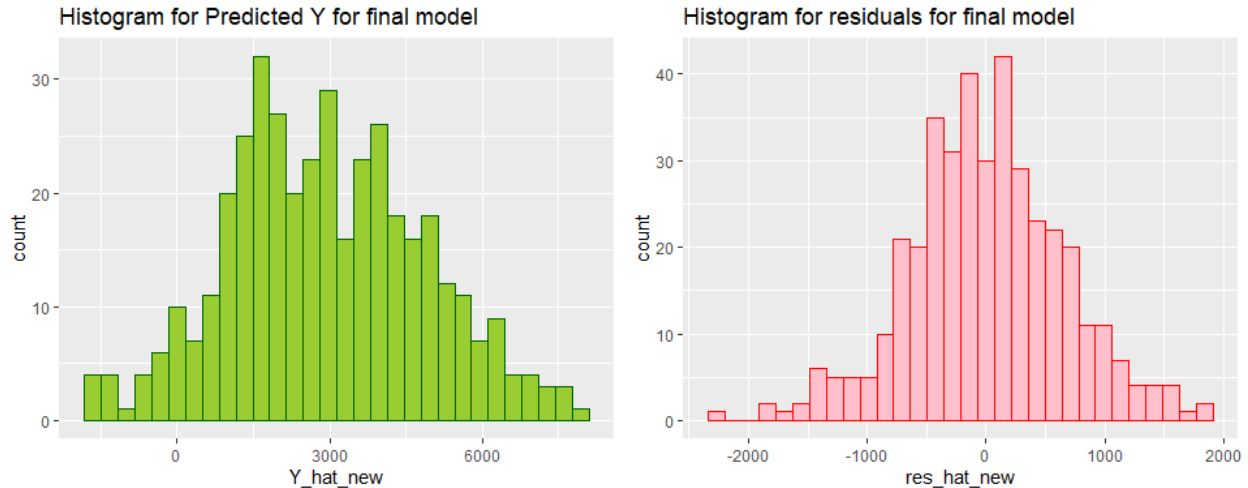 Histogram for Predicted Y for final model
30
20
10
0
count
0 3000 6000
Y_hat_new
Histogram for residuals for final model
40
30
20
10
0
count
-2000 -1000 0 1000 2000
res_hat_new